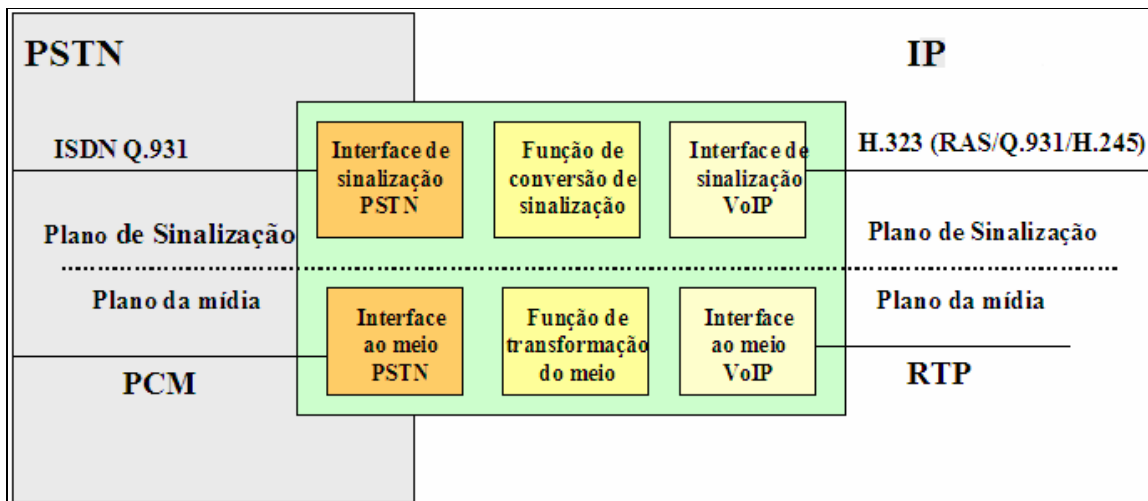 PSTN
IP
ISDN Q.931
Interface de
sinalização
PSTN
Função de
conversão de
sinalização
Interface de
sinalização
VoIP
H.323 (RAS/Q.931/H.245)
Plano de Sinalização
Plano de Sinalização
Plano da mídia
Plano da mídia
Interface
ao meio
PSTN
Função de
transformação
do meio
Interface
ao meio
VoIP
PCM
RTP